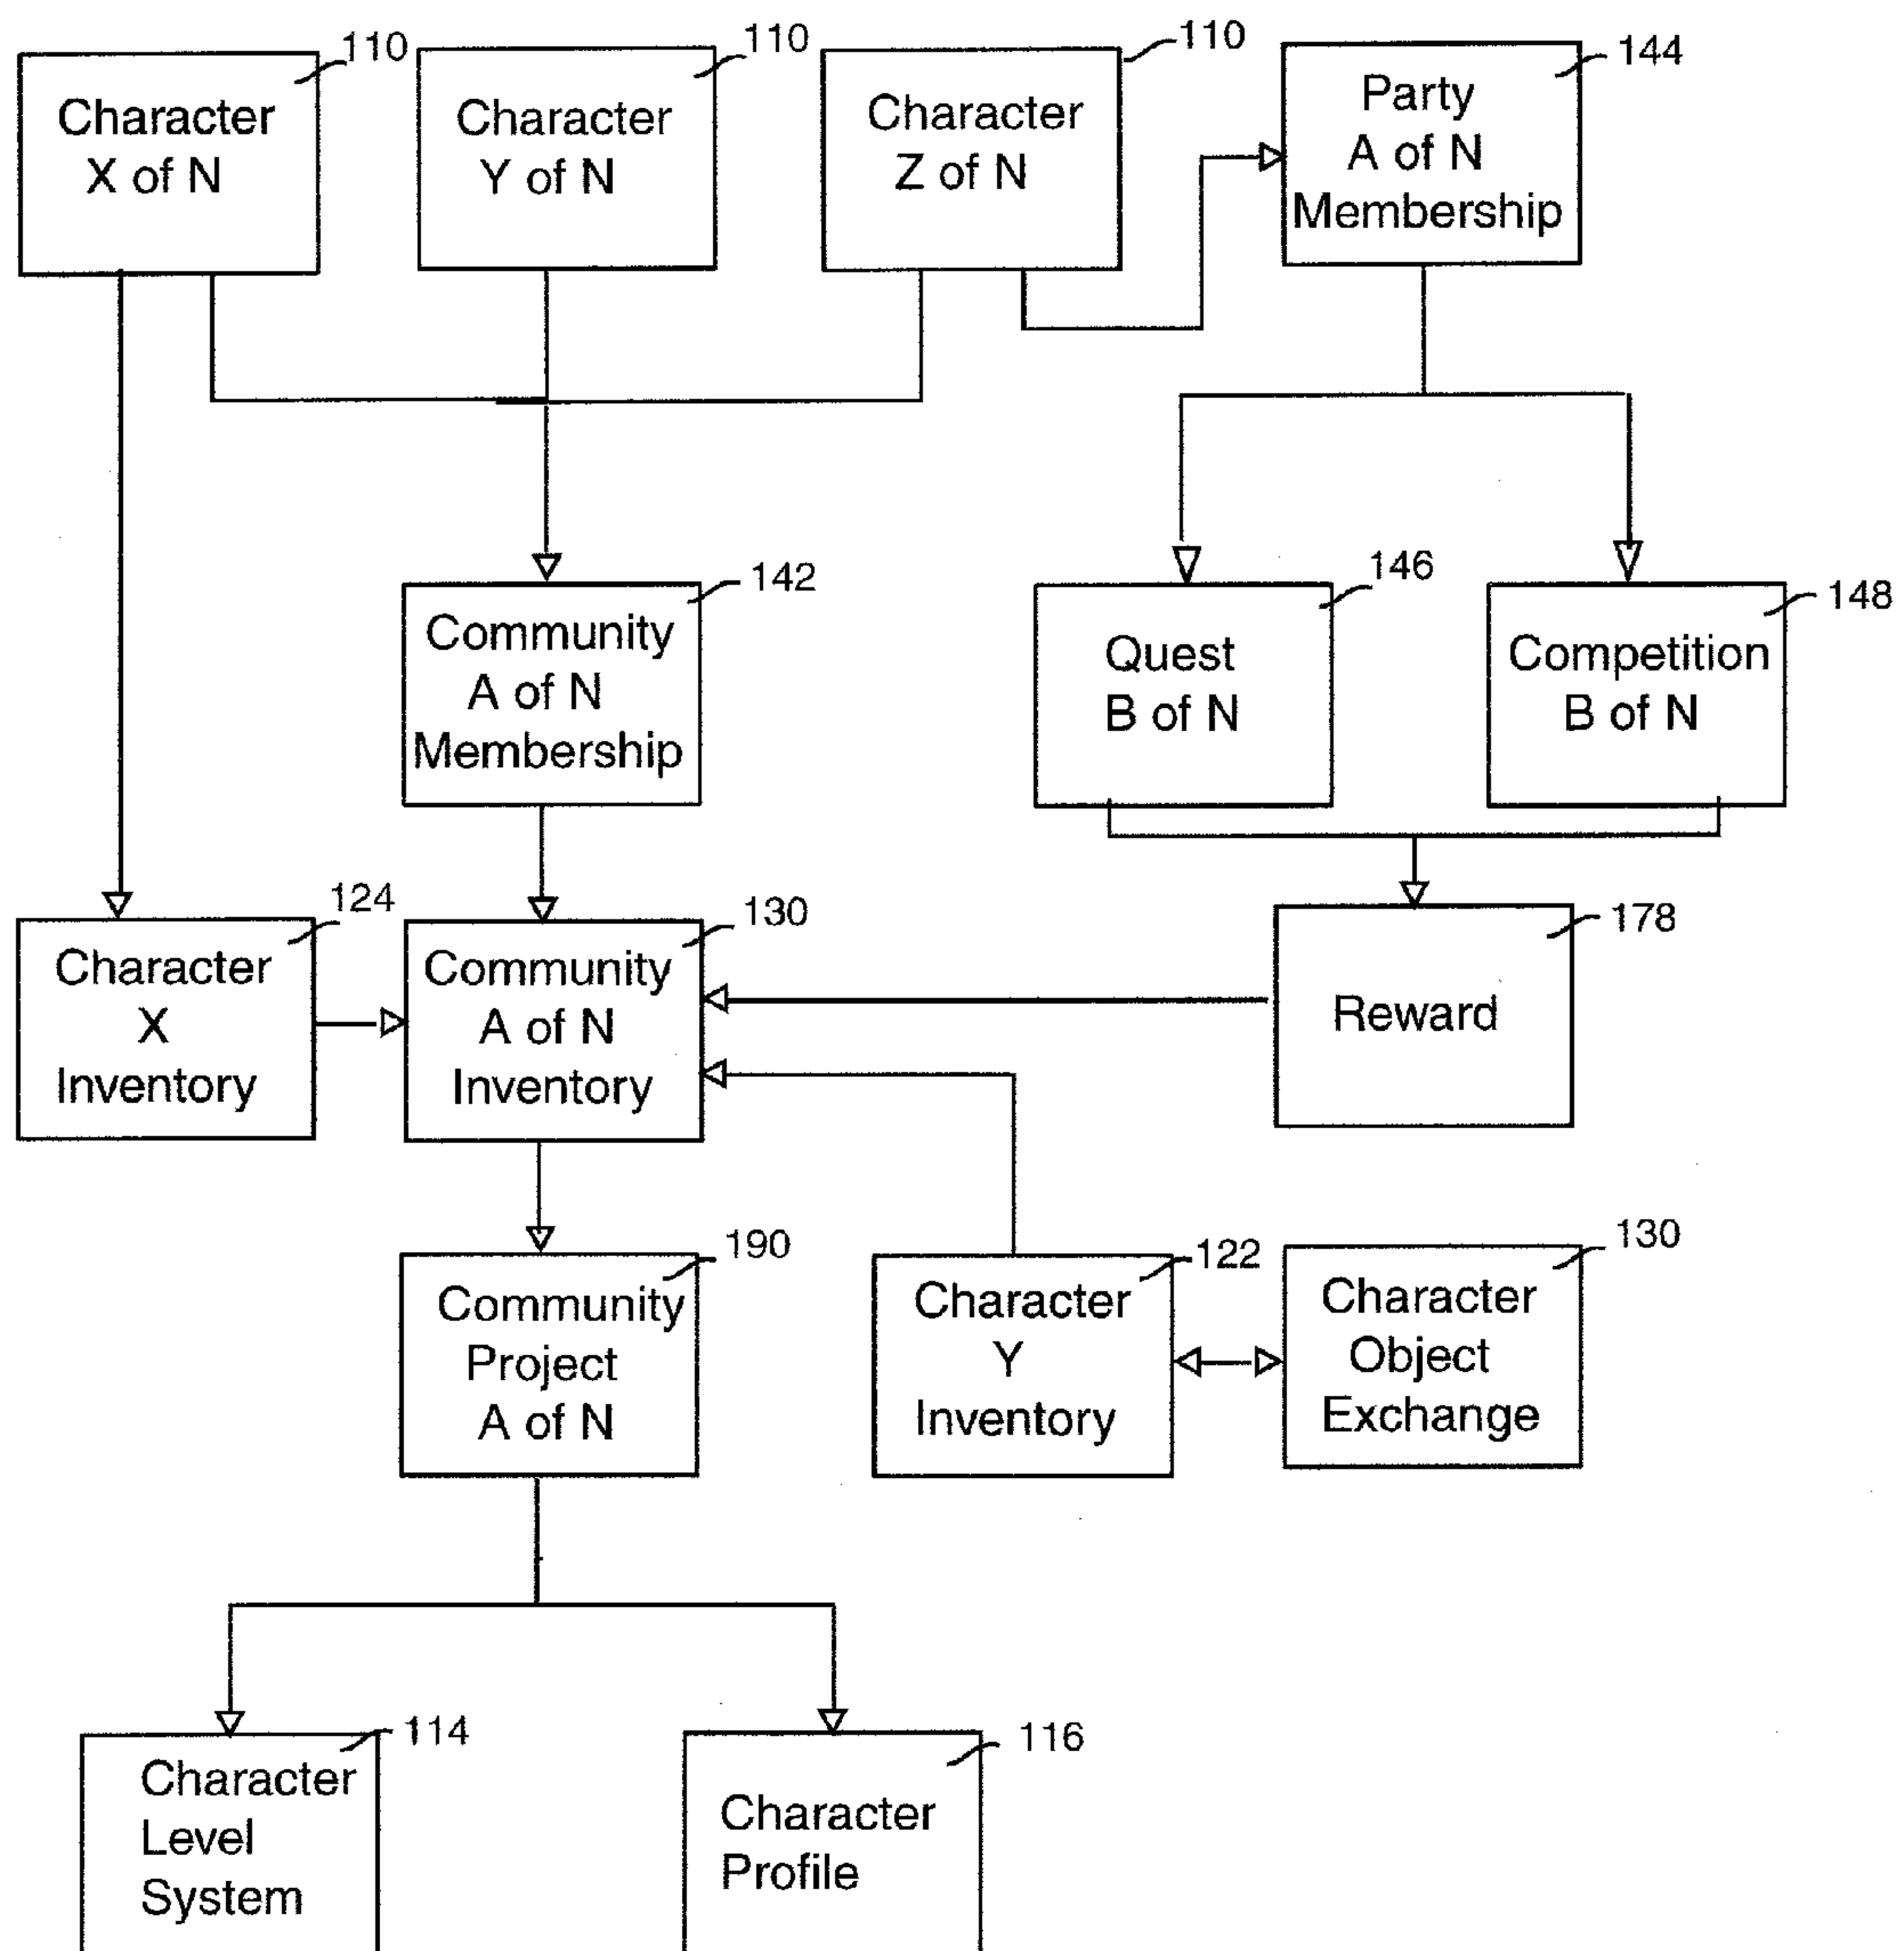 110
Character
X of N
110
Character
Y of N
110
Character
Z of N
144
Party
A of N
Membership
142
Community
A of N
Membership
146
Quest
B of N
148
Competition
B of N
124
Character
X
Inventory
130
Community
A of N
Inventory
178
Reward
190
Community
Project
A of N
122
Character
Y
Inventory
130
Character
Object
Exchange
114
Character
Level
System
116
Character
Profile